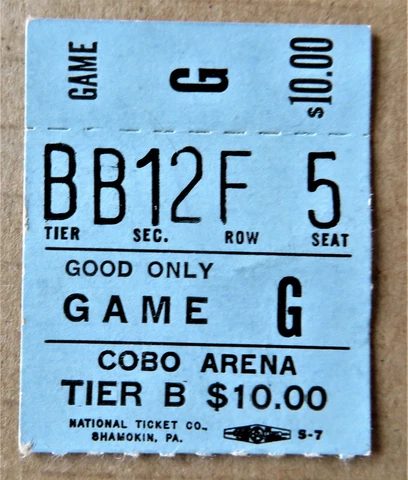 GAME G $10.00
B B12 F 5
TIER SEC. ROW SEAT
GOOD ONLY
GAME G
COBO ARENA
TIER B $10.00
NATIONAL TICKET CO.,
SHAMOKIN, PA.
S-7